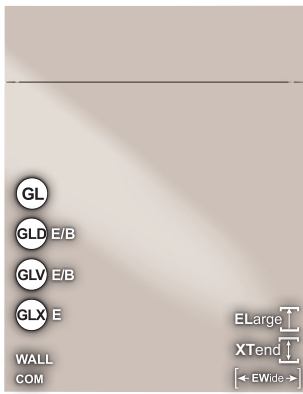 GL
GLD E/B
GLV E/B
GLX E
WALL
COM
ELarge
XTend
EWide